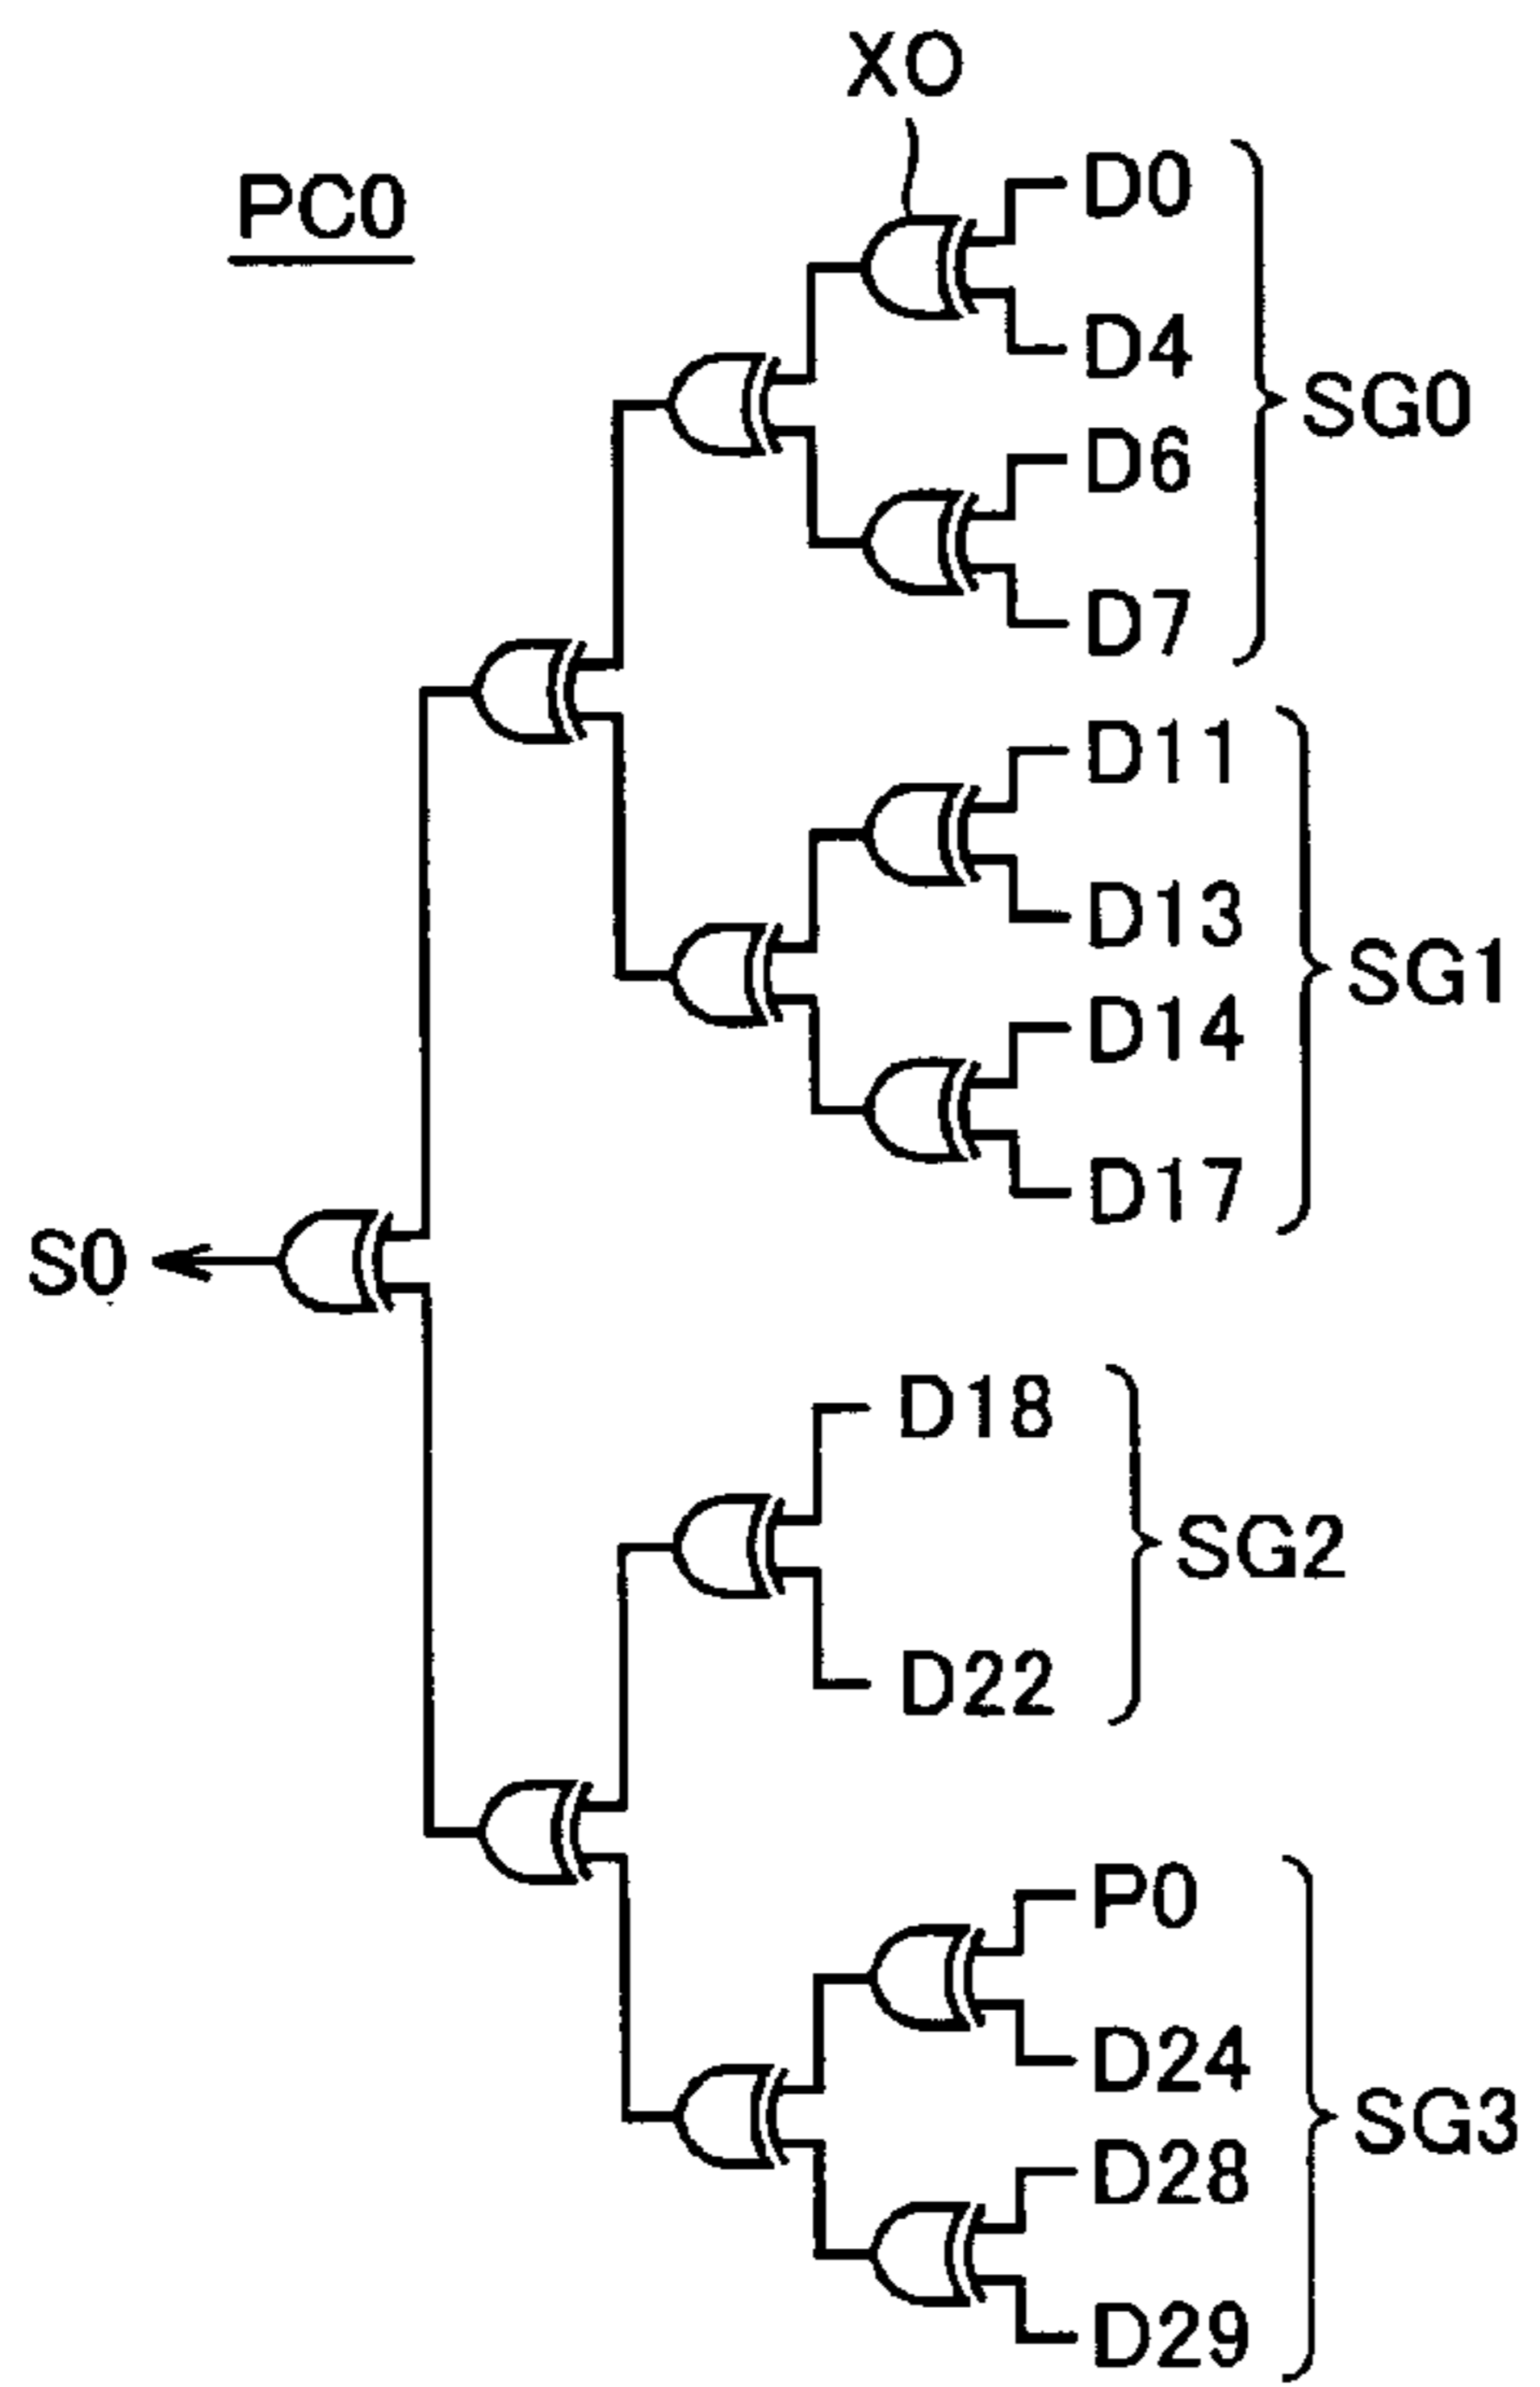 XO
PC0
D0
D4
SG0
D6
D7
D11
D13
SG1
D14
D17
S0
D18
SG2
D22
P0
D24
SG3
D28
D29